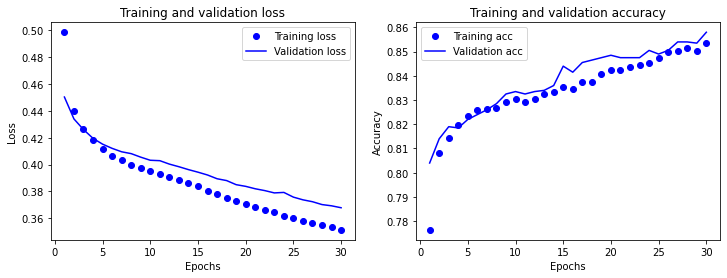 Training and validation loss
0.50
0.48
0.46
0.44
0.42
0.40
0.38
0.36
Loss
Training loss
Validation loss
0 5 10 15 20 25 30
Epochs
Training and validation accuracy
0.86
0.85
0.84
0.83
0.82
0.81
0.80
0.79
0.78
Accuracy
Training acc
Validation acc
0 5 10 15 20 25 30
Epochs